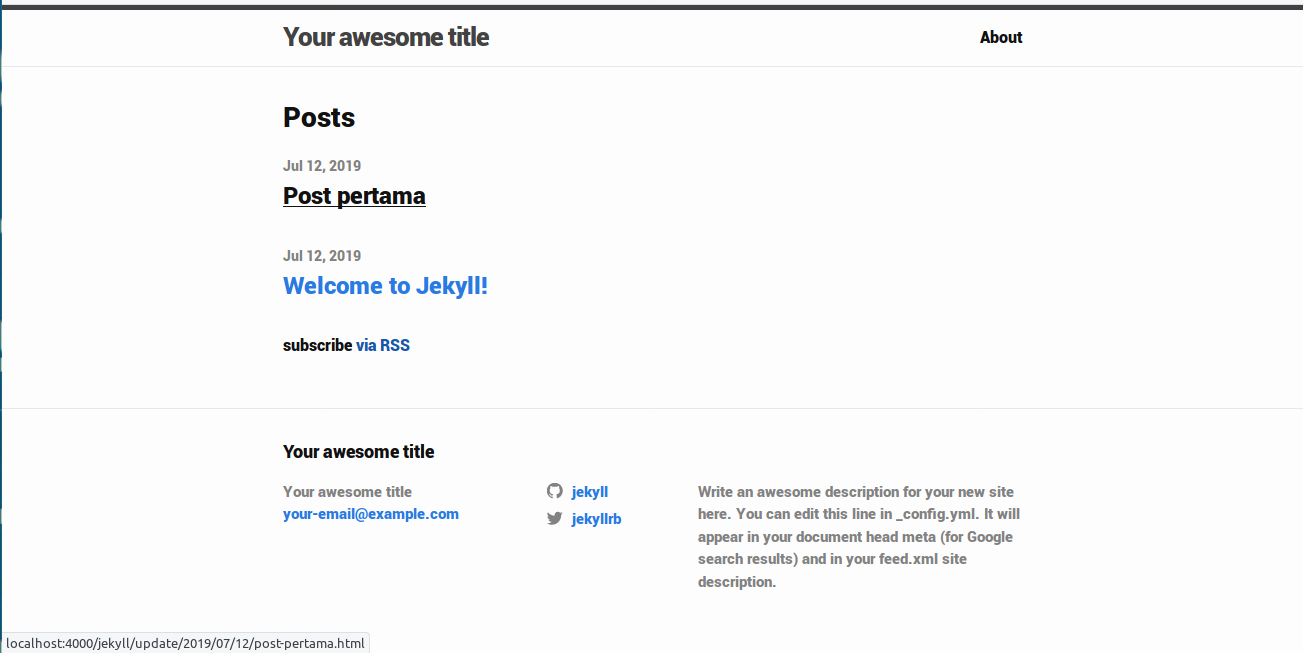 Your awesome title
About
Posts
Jul 12, 2019
Post pertama
Jul 12, 2019
Welcome to Jekyll!
subscribe via RSS
Your awesome title
Your awesome title
your-email@example.com
jekyll
jekyllrb
Write an awesome description for your new site
here. You can edit this line in _config.yml. It will
appear in your document head meta (for Google
search results) and in your feed.xml site
description.
localhost:4000/jekyll/update/2019/07/12/post-pertama.html